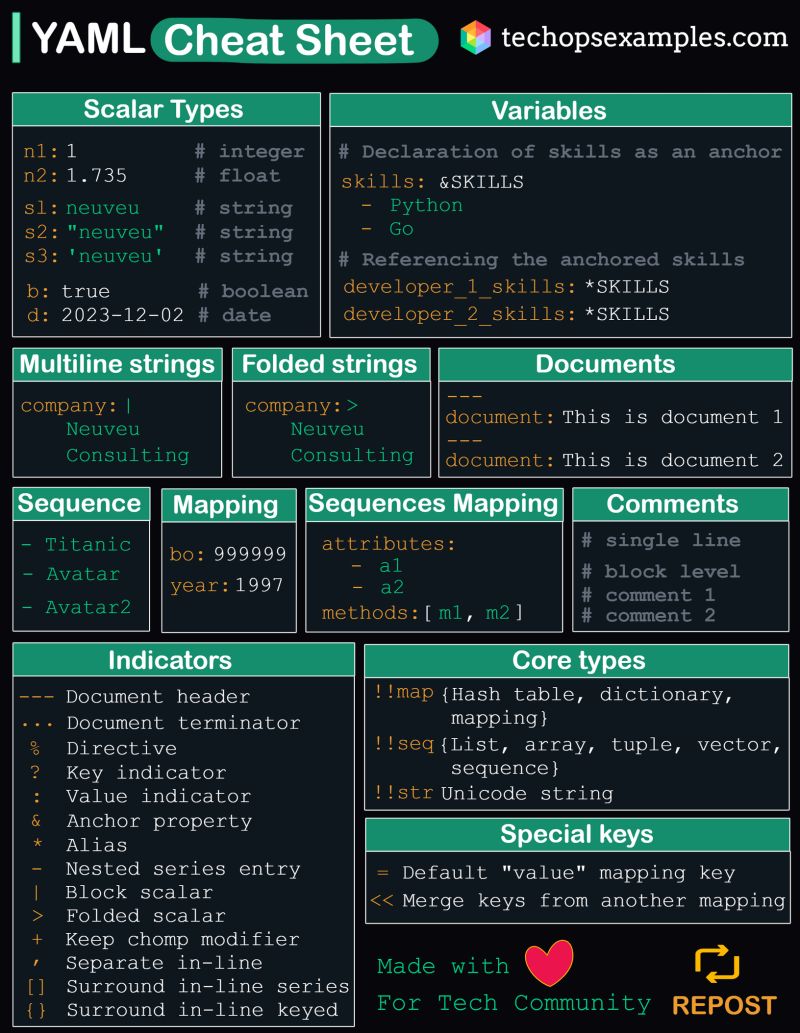 YAML Cheat Sheet
techopsexamples.com
Scalar Types
n1: 1 # integer
n2: 1.735 # float
s1: neuveu # string
s2: "neuveu" # string
s3: 'neuveu' # string
b: true # boolean
d: 2023-12-02 # date
Variables
# Declaration of skills as an anchor
skills: &SKILLS
- Python
- Go
# Referencing the anchored skills
developer_1_skills: *SKILLS
developer_2_skills: *SKILLS
Multiline strings
company: |
Neuveu
Consulting
Folded strings
company: >
Neuveu
Consulting
Documents
---
document: This is document 1
---
document: This is document 2
Sequence
- Titanic
- Avatar
- Avatar2
Mapping
bo: 999999
year: 1997
Sequences Mapping
attributes:
- a1
- a2
methods: [ m1, m2 ]
Comments
# single line
# block level
# comment 1
# comment 2
Indicators
--- Document header
... Document terminator
% Directive
? Key indicator
: Value indicator
& Anchor property
* Alias
- Nested series entry
| Block scalar
> Folded scalar
+ Keep chomp modifier
, Separate in-line
[] Surround in-line series
{} Surround in-line keyed
Core types
!!map {Hash table, dictionary,
mapping}
!!seq {List, array, tuple, vector,
sequence}
!!str Unicode string
Special keys
= Default "value" mapping key
<< Merge keys from another mapping
Made with
For Tech Community
REPOST